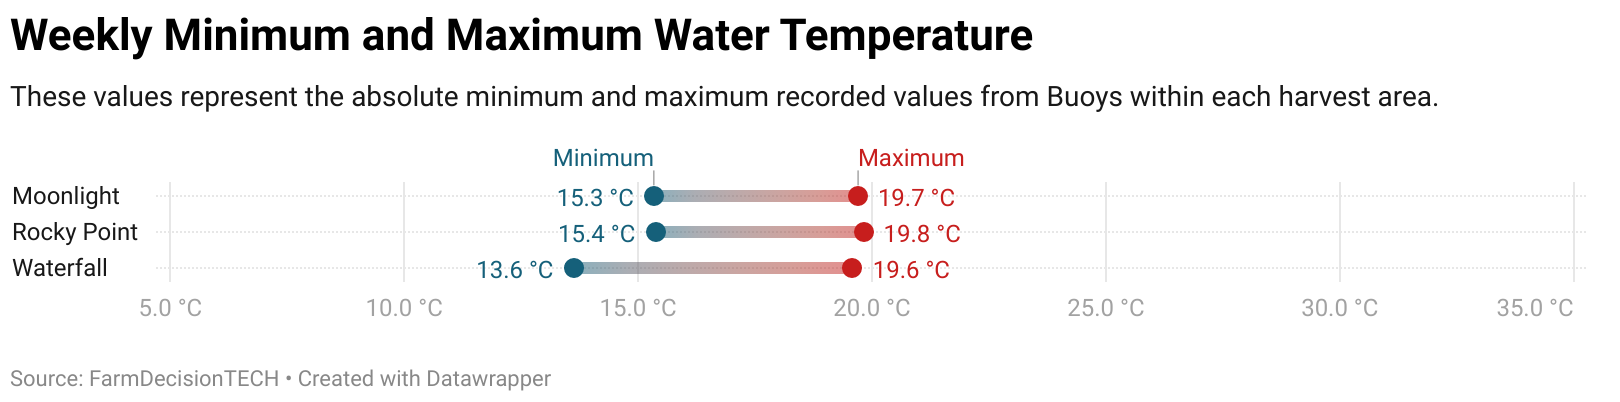 Weekly Minimum and Maximum Water Temperature
These values represent the absolute minimum and maximum recorded values from Buoys within each harvest area.
Minimum Maximum
Moonlight 15.3 °C 19.7 °C
Rocky Point 15.4 °C 19.8 °C
Waterfall 13.6 °C 19.6 °C
5.0 °C 10.0 °C 15.0 °C 20.0 °C 25.0 °C 30.0 °C 35.0 °C
Source: FarmDecisionTECH • Created with Datawrapper